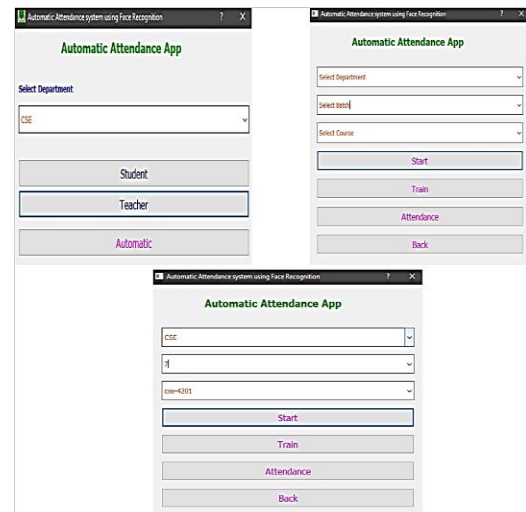 Automatic Attendance system using Face Recognition ? X
Automatic Attendance App
Select Department
CSE
Student
Teacher
Automatic
Automatic Attendance system using Face Recognition ? X
Automatic Attendance App
Select Department
Select Batch
Select Course
Start
Train
Attendance
Back
Automatic Attendance system using Face Recognition ? X
Automatic Attendance App
CSE
7
cse-4201
Start
Train
Attendance
Back